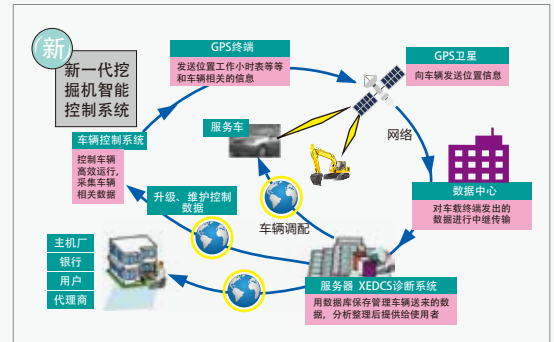 新
新一代挖
掘机智能
控制系统
GPS终端
发送位置工作小时表等等
和车辆相关的信息
GPS卫星
向车辆发送位置信息
服务车
网络
车辆控制系统
控制车辆
高效运行,
采集车辆
相关数据
升级、维护控制
数据
车辆调配
数据中心
对车载终端发出的
数据进行中继传输
主机厂
银行
用户
代理商
服务器 XEDCS诊断系统
用数据库保存管理车辆送来的数
据，分析整理后提供给使用者